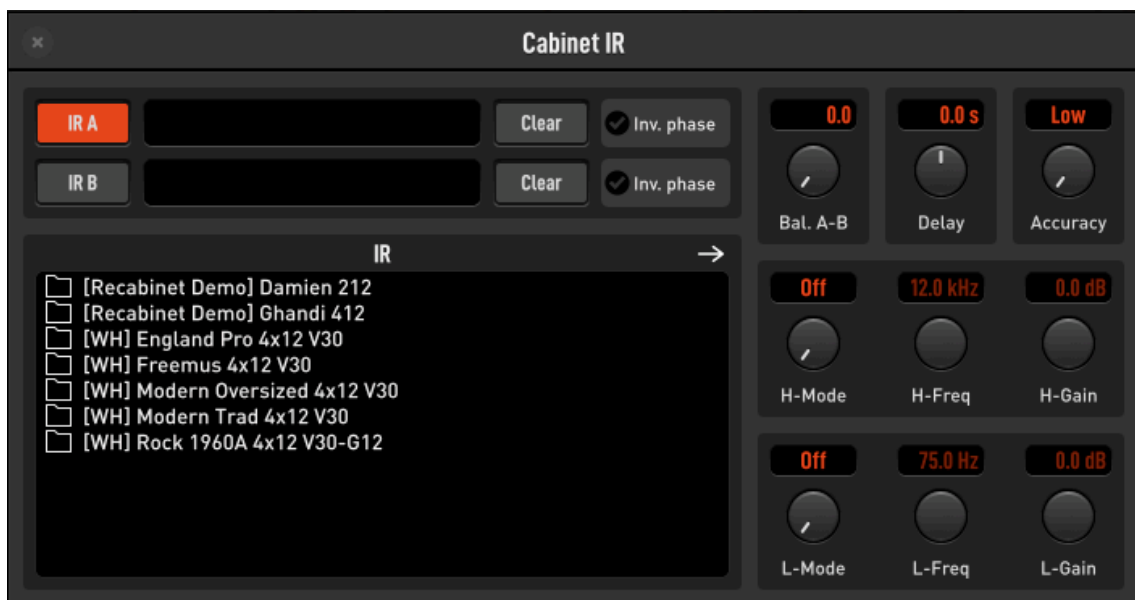 Cabinet IR
IR A
Clear
Inv. phase
IR B
Clear
Inv. phase
IR
[Recabinet Demo] Damien 212
[Recabinet Demo] Ghandi 412
[WH] England Pro 4x12 V30
[WH] Freemus 4x12 V30
[WH] Modern Oversized 4x12 V30
[WH] Modern Trad 4x12 V30
[WH] Rock 1960A 4x12 V30-G12
0.0 0.0 s Low
Bal. A-B Delay Accuracy
Off 12.0 kHz 0.0 dB
H-Mode H-Freq H-Gain
Off 75.0 Hz 0.0 dB
L-Mode L-Freq L-Gain